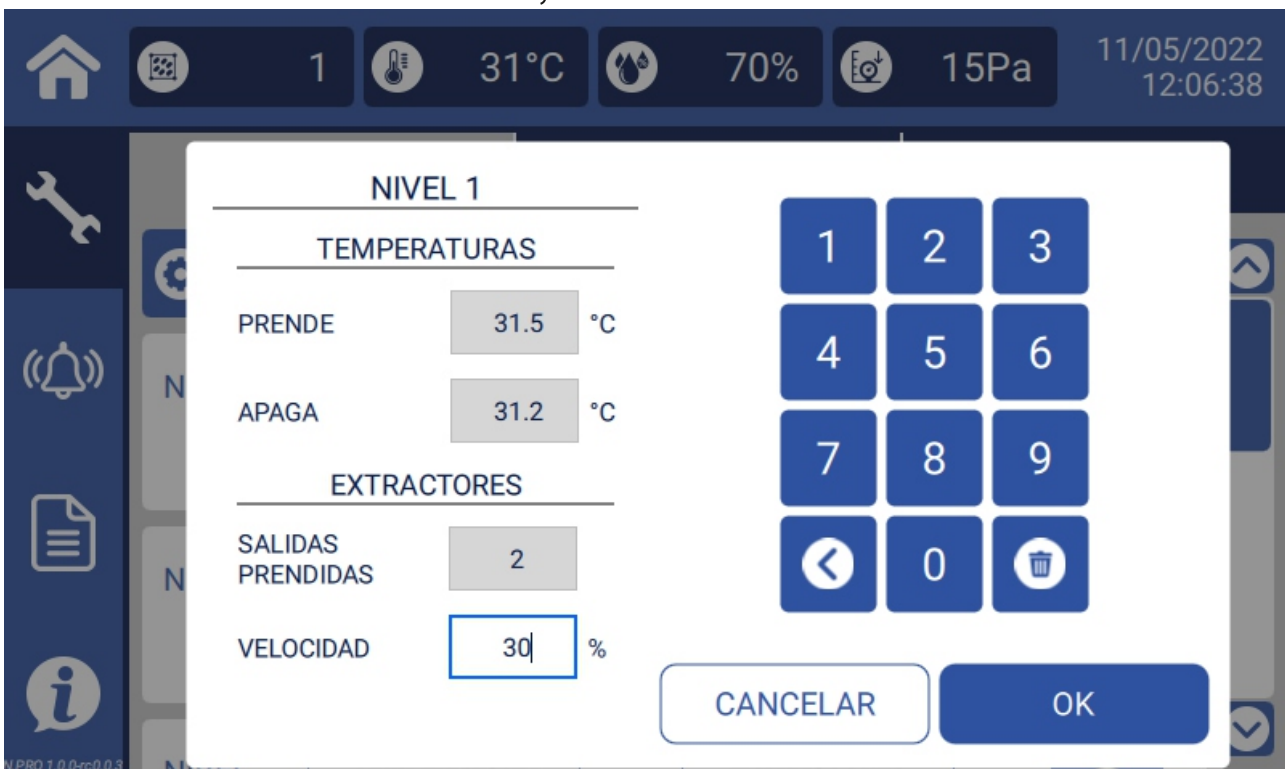 1
31°C
70%
15Pa
11/05/2022
12:06:38
NIVEL 1
TEMPERATURAS
PRENDE 31.5 °C
APAGA 31.2 °C
EXTRACTORES
SALIDAS
PRENDIDAS
2
VELOCIDAD 30 %
1 2 3
4 5 6
7 8 9
0
CANCELAR
OK
N
N